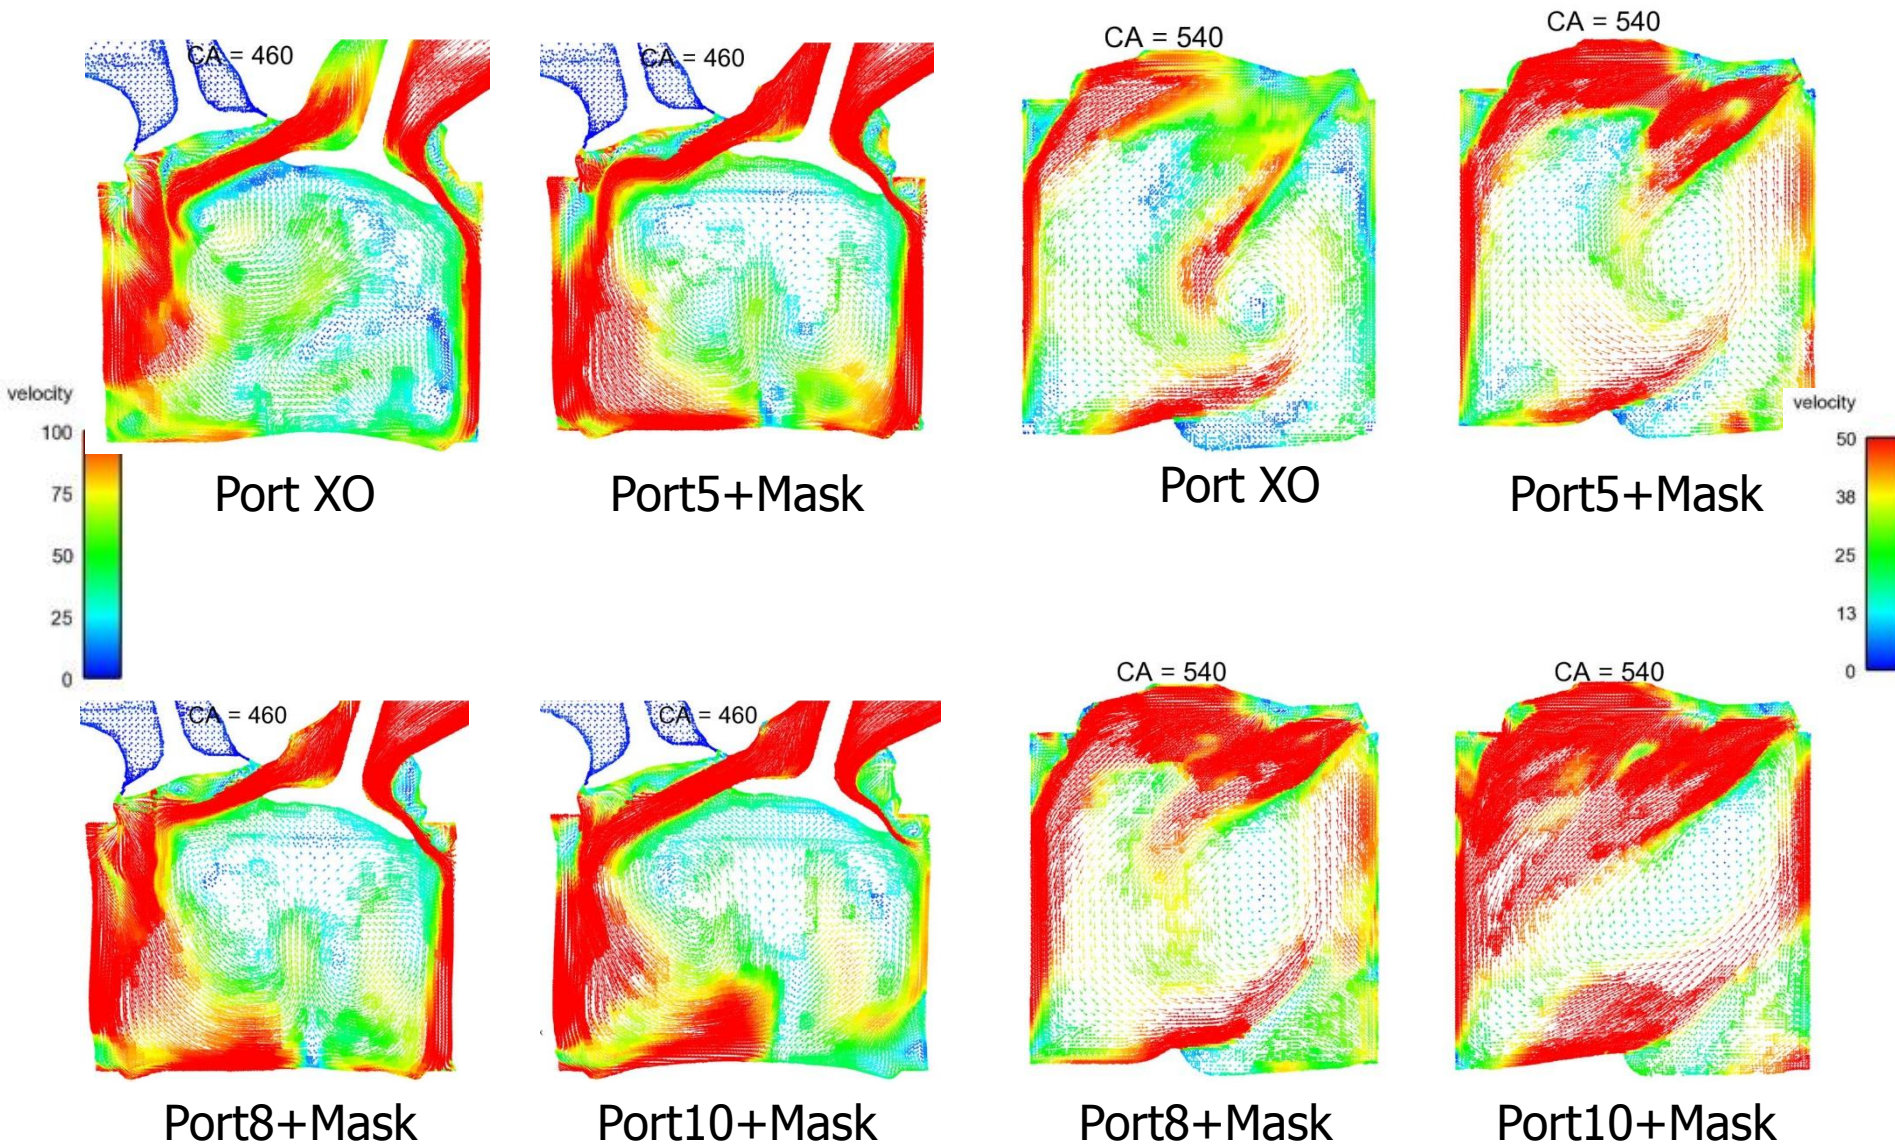 CA = 460
CA = 460
CA = 540
CA = 540
velocity
100
75
50
25
0
velocity
50
38
25
13
0
Port XO
Port5+Mask
Port XO
Port5+Mask
CA = 460
CA = 460
CA = 540
CA = 540
Port8+Mask
Port10+Mask
Port8+Mask
Port10+Mask